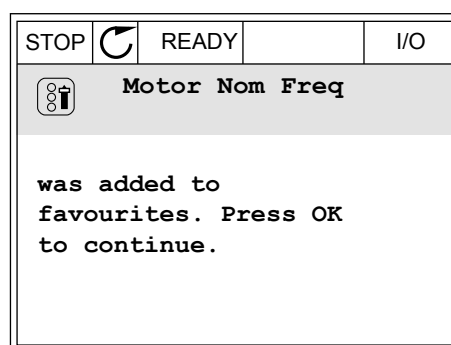 STOP READY I/O
Motor Nom Freq
was added to
favourites. Press OK
to continue.